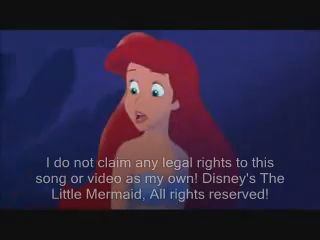 I do not claim any legal rights to this
song or video as my own! Disney's The
Little Mermaid, All rights reserved!